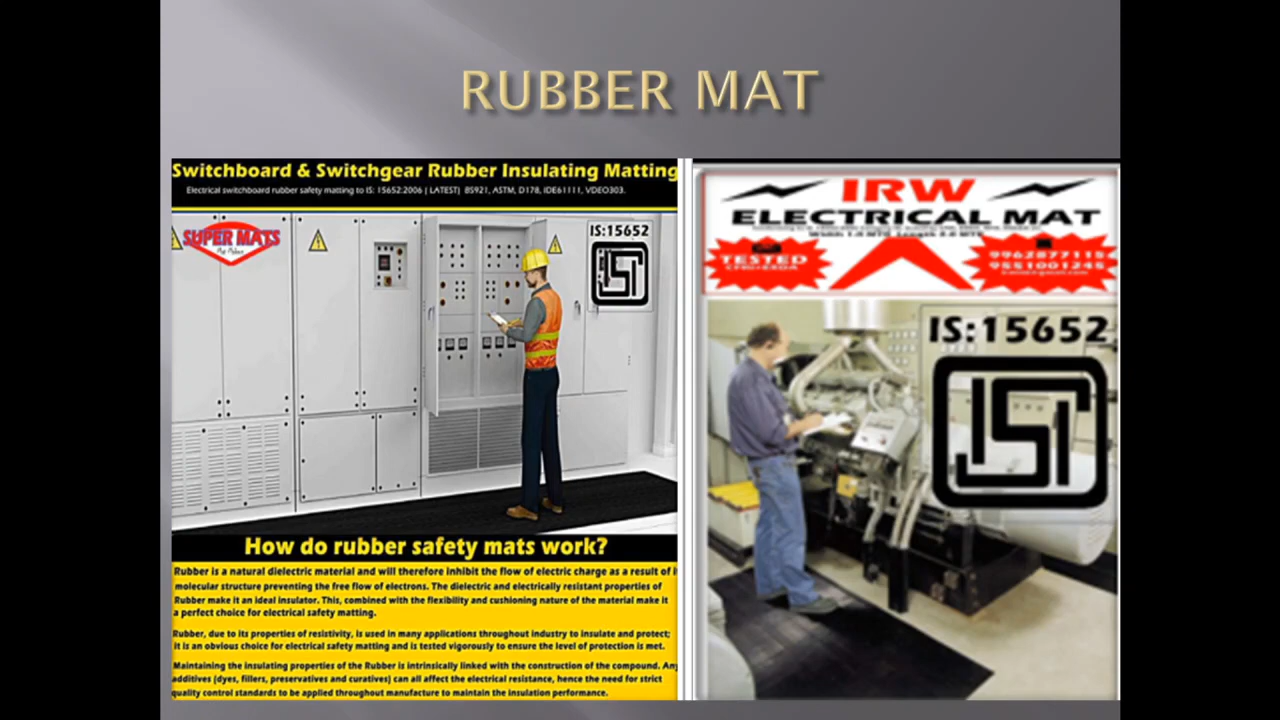 RUBBER MAT
Switchboard & Switchgear Rubber Insulating Matting
Electrical switchboard rubber safety matting to IS: 15652:2006 | LATEST| BS921, ASTM, D178, IDE61111, VDEO303.
SUPER MATS
IS:15652
ISI
How do rubber safety mats work?
Rubber is a natural dielectric material and will therefore inhibit the flow of electric charge as a result of
molecular structure preventing the free flow of electrons. The dielectric and electrically resistant properties of
Rubber make it an ideal insulator. This, combined with the flexibility and cushioning nature of the material make it
a perfect choice for electrical safety matting.
Rubber, due to its properties of resistivity, is used in many applications throughout industry to insulate and protect;
it is an obvious choice for electrical safety matting and is tested vigorously to ensure the level of protection is met.
Maintaining the insulating properties of the Rubber is intrinsically linked with the construction of the compound. Any
additives (dyes, fillers, preservatives and curatives) can all affect the electrical resistance, hence the need for strict
quality control standards to be applied throughout manufacture to maintain the insulation performance.
IRW
ELECTRICAL MAT
TESTED
IS:15652
ISI